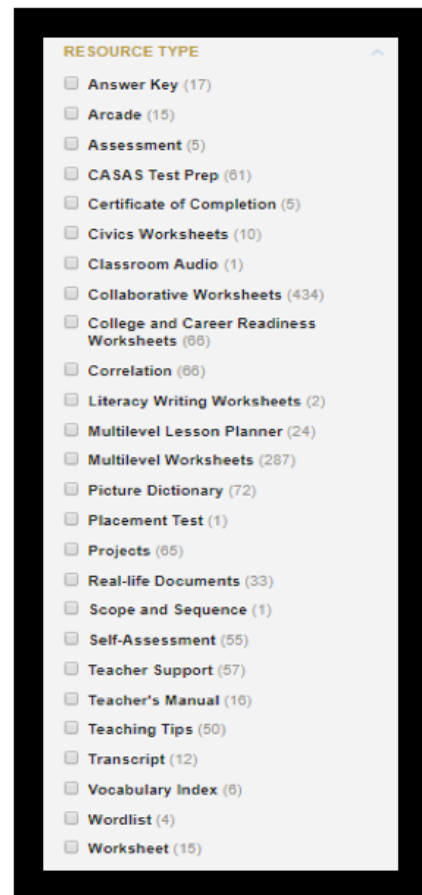 RESOURCE TYPE
Answer Key (17)
Arcade (15)
Assessment (5)
CASAS Test Prep (61)
Certificate of Completion (5)
Civics Worksheets (10)
Classroom Audio (1)
Collaborative Worksheets (434)
College and Career Readiness
Worksheets (66)
Correlation (66)
Literacy Writing Worksheets (2)
Multilevel Lesson Planner (24)
Multilevel Worksheets (287)
Picture Dictionary (72)
Placement Test (1)
Projects (65)
Real-life Documents (33)
Scope and Sequence (1)
Self-Assessment (55)
Teacher Support (57)
Teacher's Manual (16)
Teaching Tips (50)
Transcript (12)
Vocabulary Index (6)
Wordlist (4)
Worksheet (15)